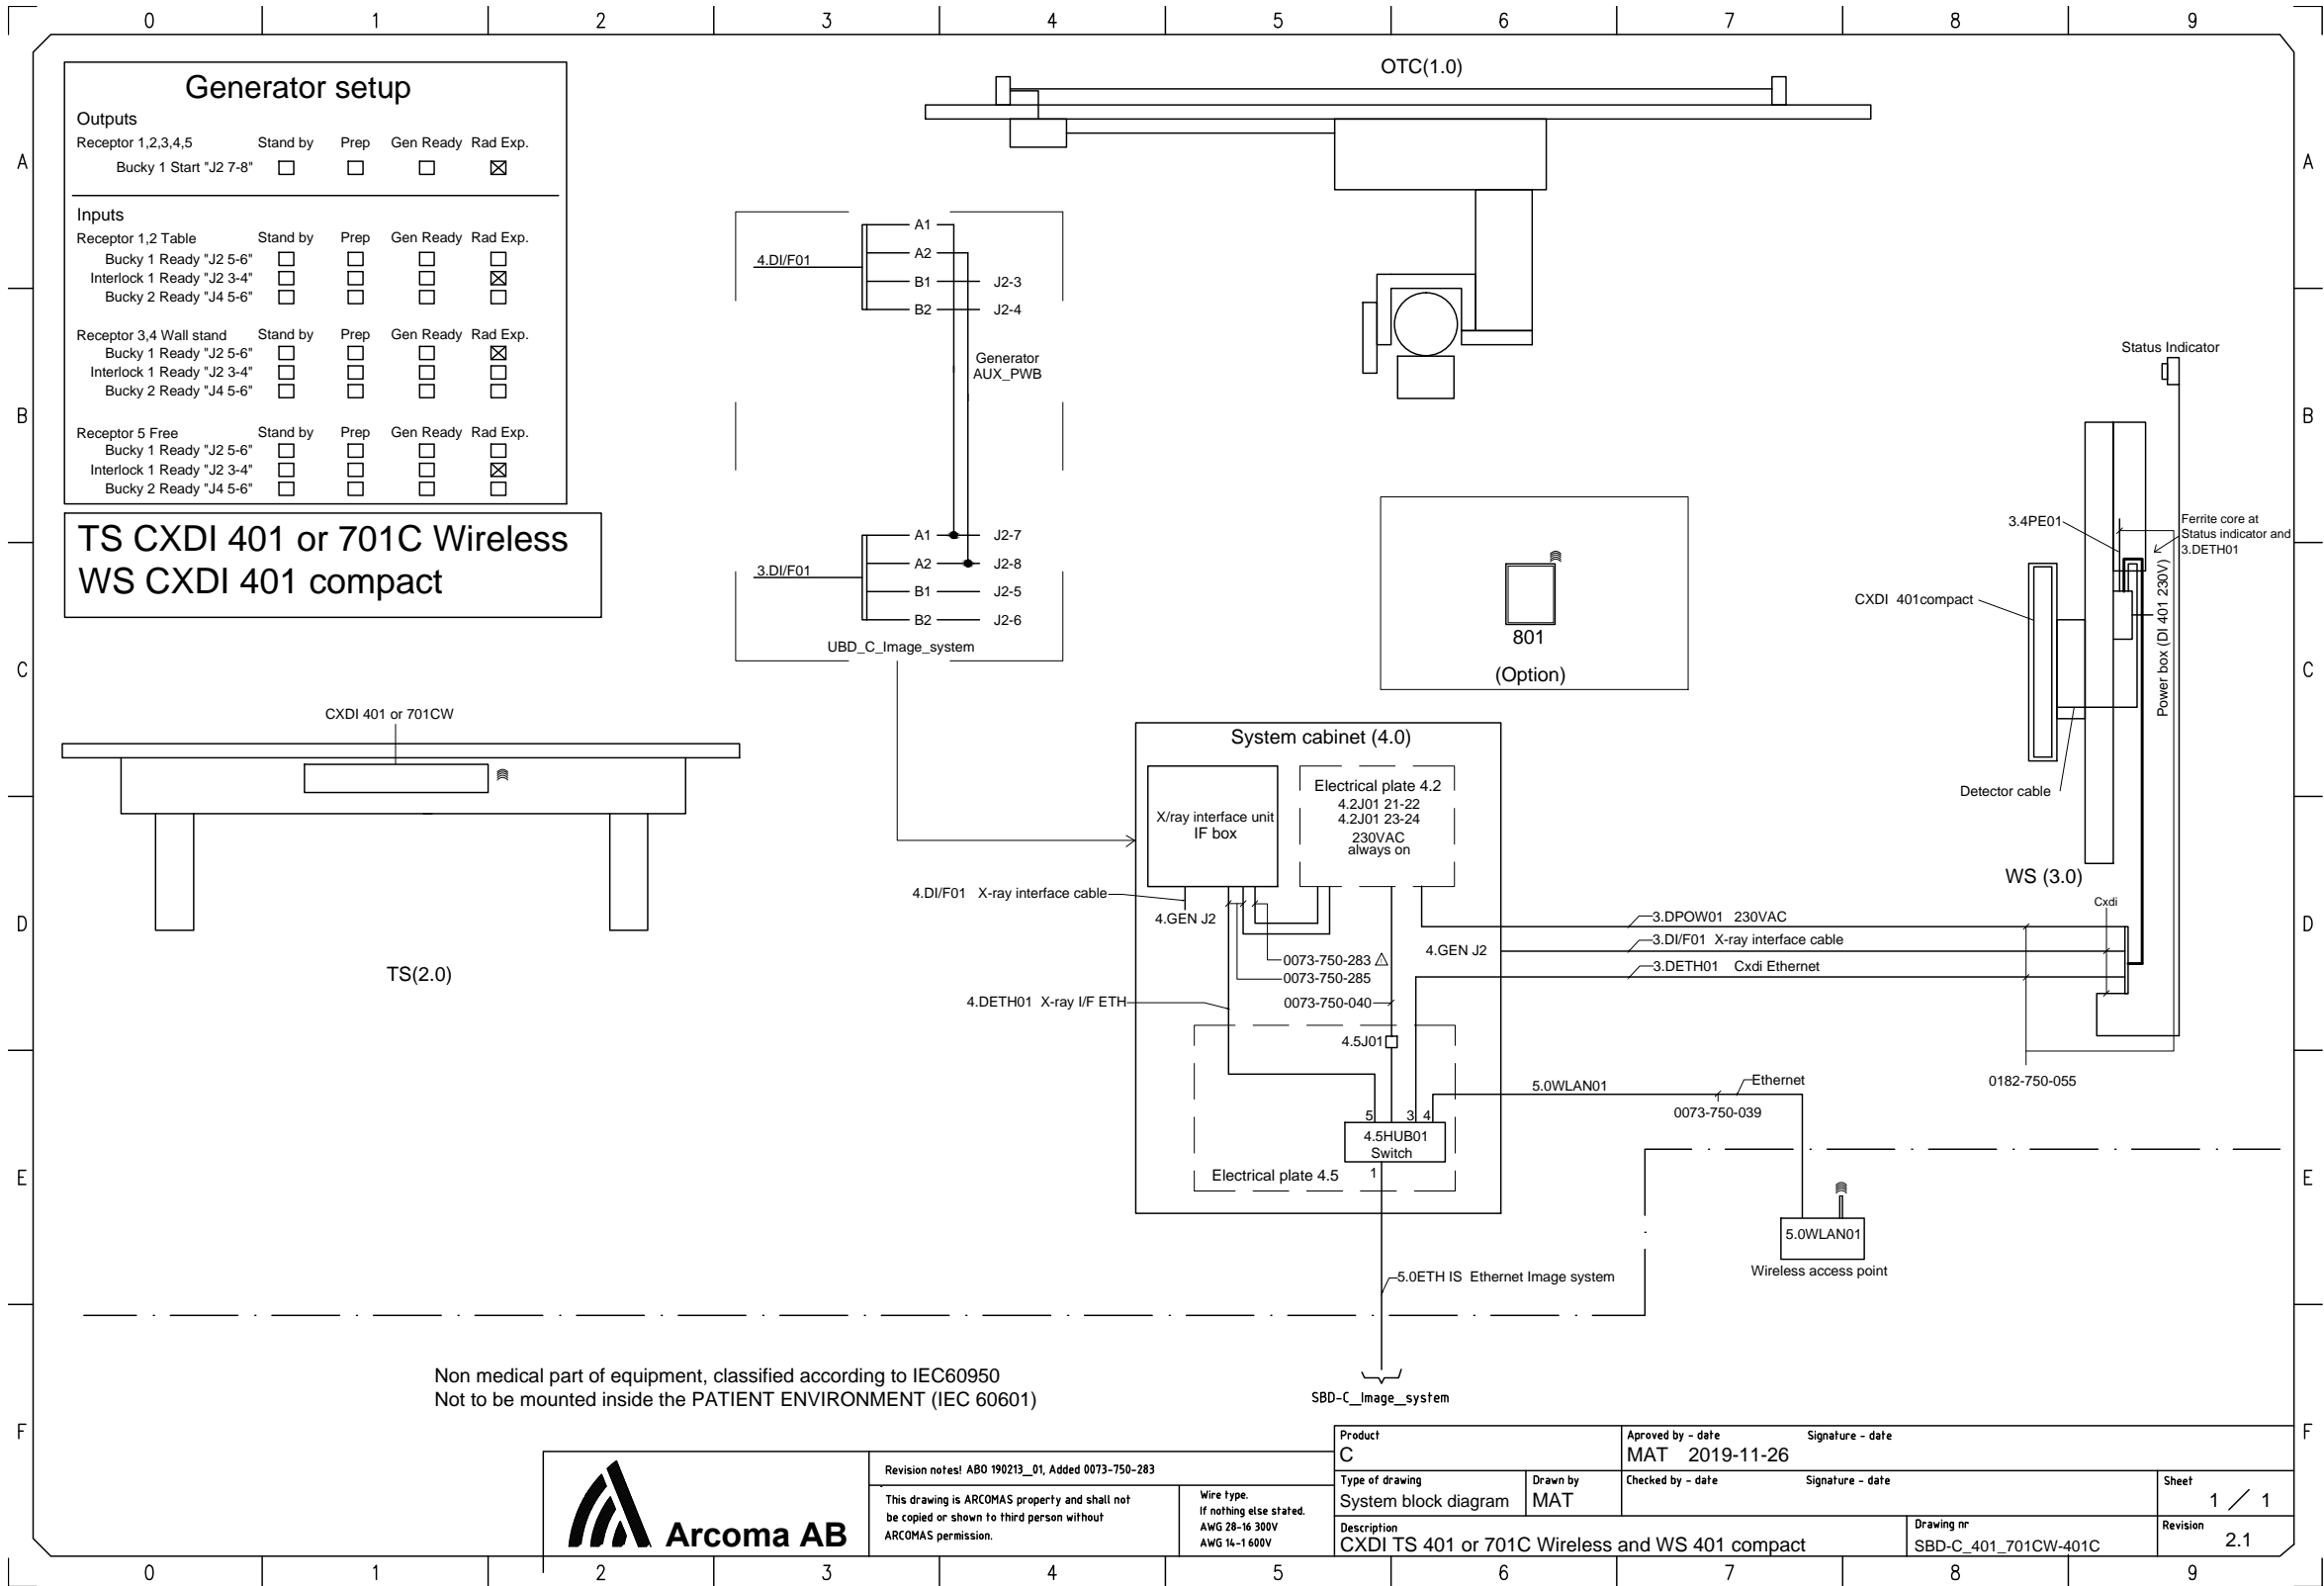 0 1 2 3 4 5 6 7 8 9
A
B
C
D
E
F
Generator setup
Outputs
Receptor 1,2,3,4,5 Stand by Prep Gen Ready Rad Exp.
Bucky 1 Start "J2 7-8"
Inputs
Receptor 1,2 Table Stand by Prep Gen Ready Rad Exp.
Bucky 1 Ready "J2 5-6"
Interlock 1 Ready "J2 3-4"
Bucky 2 Ready "J4 5-6"
Receptor 3,4 Wall stand Stand by Prep Gen Ready Rad Exp.
Bucky 1 Ready "J2 5-6"
Interlock 1 Ready "J2 3-4"
Bucky 2 Ready "J4 5-6"
Receptor 5 Free Stand by Prep Gen Ready Rad Exp.
Bucky 1 Ready "J2 5-6"
Interlock 1 Ready "J2 3-4"
Bucky 2 Ready "J4 5-6"
TS CXDI 401 or 701C Wireless
WS CXDI 401 compact
4.DI/F01
A1
A2
B1 J2-3
B2 J2-4
Generator
AUX_PWB
3.DI/F01
A1 J2-7
A2 J2-8
B1 J2-5
B2 J2-6
UBD_C_Image_system
OTC(1.0)
801
(Option)
Status Indicator
3.4PE01
Ferrite core at
Status indicator and
3.DETH01
Power box (DI 401 230V)
CXDI 401compact
Detector cable
WS (3.0)
Cxdi
CXDI 401 or 701CW
TS(2.0)
System cabinet (4.0)
X/ray interface unit
IF box
Electrical plate 4.2
4.2J01 21-22
4.2J01 23-24
230VAC
always on
4.DI/F01 X-ray interface cable
4.GEN J2
4.GEN J2
0073-750-283
0073-750-285
4.DETH01 X-ray I/F ETH
0073-750-040
4.5J01
3.DPOW01 230VAC
3.DI/F01 X-ray interface cable
3.DETH01 Cxdi Ethernet
0182-750-055
5 3 4
4.5HUB01
Switch
1
Electrical plate 4.5
5.0WLAN01
Ethernet
0073-750-039
5.0WLAN01
Wireless access point
5.0ETH IS Ethernet Image system
SBD-C_Image_system
Non medical part of equipment, classified according to IEC60950
Not to be mounted inside the PATIENT ENVIRONMENT (IEC 60601)
Arcoma AB
Revision notes! ABO 190213_01, Added 0073-750-283
This drawing is ARCOMAS property and shall not
be copied or shown to third person without
ARCOMAS permission.
Wire type.
If nothing else stated.
AWG 28-16 300V
AWG 14-1 600V
Product
C
Aproved by - date Signature - date
MAT 2019-11-26
Type of drawing
System block diagram
Drawn by
MAT
Checked by - date Signature - date
Sheet
1 / 1
Description
CXDI TS 401 or 701C Wireless and WS 401 compact
Drawing nr
SBD-C_401_701CW-401C
Revision
2.1
A
B
C
D
E
F
0 1 2 3 4 5 6 7 8 9